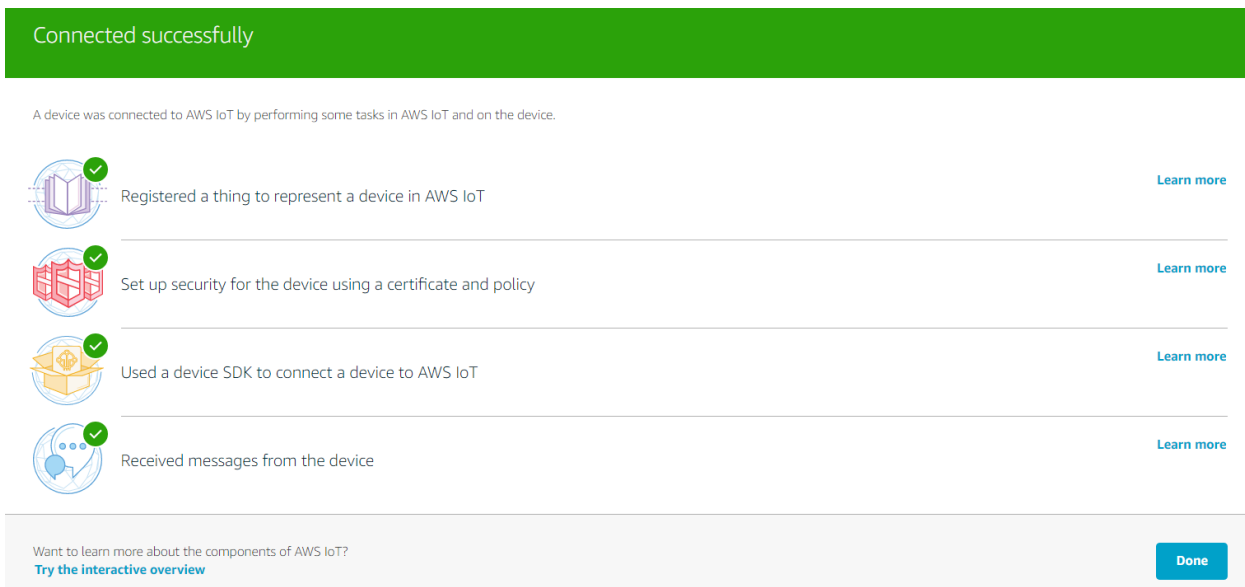 Connected successfully
A device was connected to AWS IoT by performing some tasks in AWS IoT and on the device.
Learn more
Registered a thing to represent a device in AWS IoT
Learn more
Set up security for the device using a certificate and policy
Learn more
Used a device SDK to connect a device to AWS IoT
Learn more
Received messages from the device
Want to learn more about the components of AWS IoT?
Try the interactive overview
Done